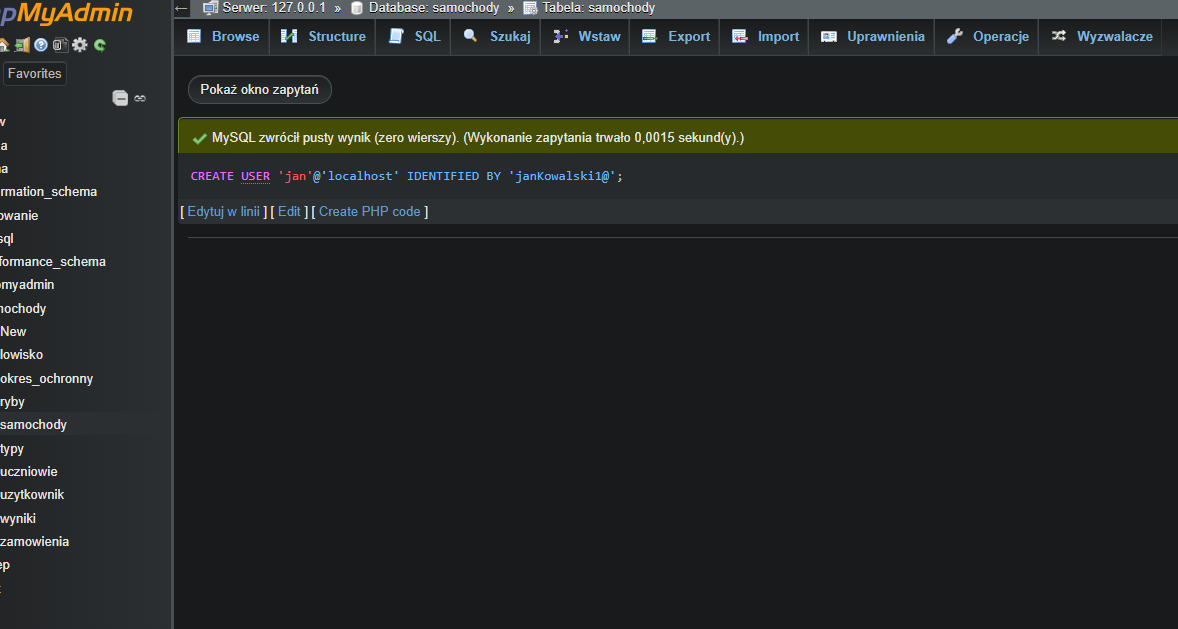 pMyAdmin
Favorites
w
a
na
rmation_schema
owanie
sql
formance_schema
omyadmin
nochody
New
lowisko
okres_ochronny
ryby
samochody
typy
uczniowie
uzytkownik
wyniki
zamowienia
ep
← Serwer: 127.0.0.1 » Database: samochody » Tabela: samochody
Browse Structure SQL Szukaj Wstaw Export Import Uprawnienia Operacje Wyzwalacze
Pokaż okno zapytań
MySQL zwrócił pusty wynik (zero wierszy). (Wykonanie zapytania trwało 0,0015 sekund(y).)
CREATE USER 'jan'@'localhost' IDENTIFIED BY 'janKowalski1@';
[ Edytuj w linii ] [ Edit ] [ Create PHP code ]